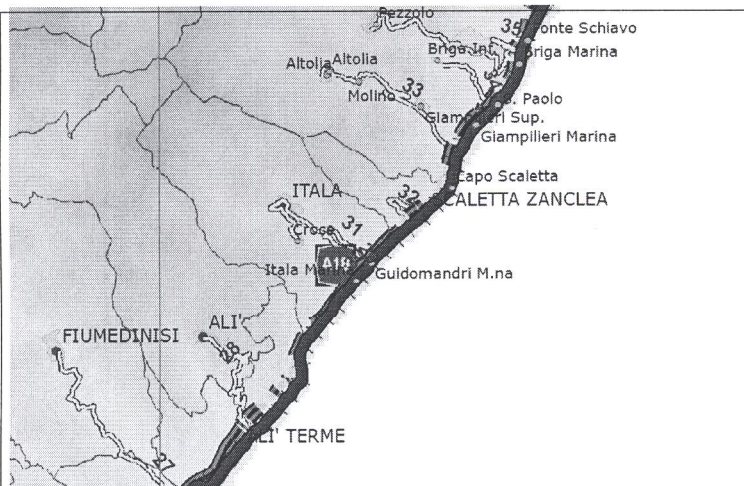 Pezzolo
35
Ponte Schiavo
Briga Inf.
Briga Marina
Altolia
Altolia
33
34
Molino
S. Paolo
Giampilieri Sup.
Giampilieri Marina
Capo Scaletta
ITALA
32
SCALETTA ZANCLEA
31
Croce
A18
Itala Marina
Guidomandri M.na
ALI'
FIUMEDINISI
28
ALI' TERME
27